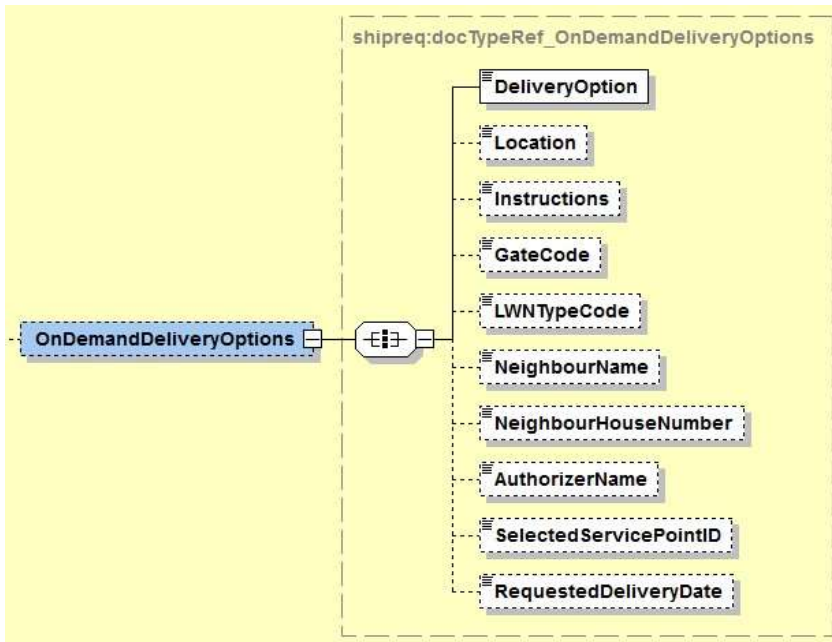 shipreq:docTypeRef_OnDemandDeliveryOptions
DeliveryOption
Location
Instructions
GateCode
LWNTypeCode
OnDemandDeliveryOptions
NeighbourName
NeighbourHouseNumber
AuthorizerName
SelectedServicePointID
RequestedDeliveryDate